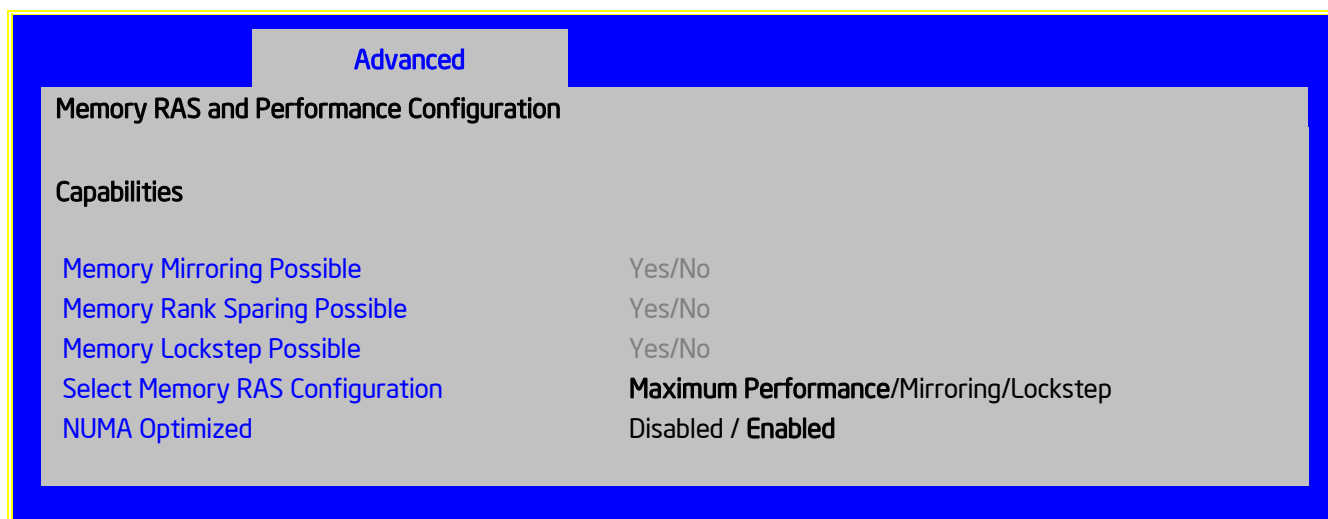 Advanced
Memory RAS and Performance Configuration
Capabilities
Memory Mirroring Possible Yes/No
Memory Rank Sparing Possible Yes/No
Memory Lockstep Possible Yes/No
Select Memory RAS Configuration Maximum Performance/Mirroring/Lockstep
NUMA Optimized Disabled / Enabled